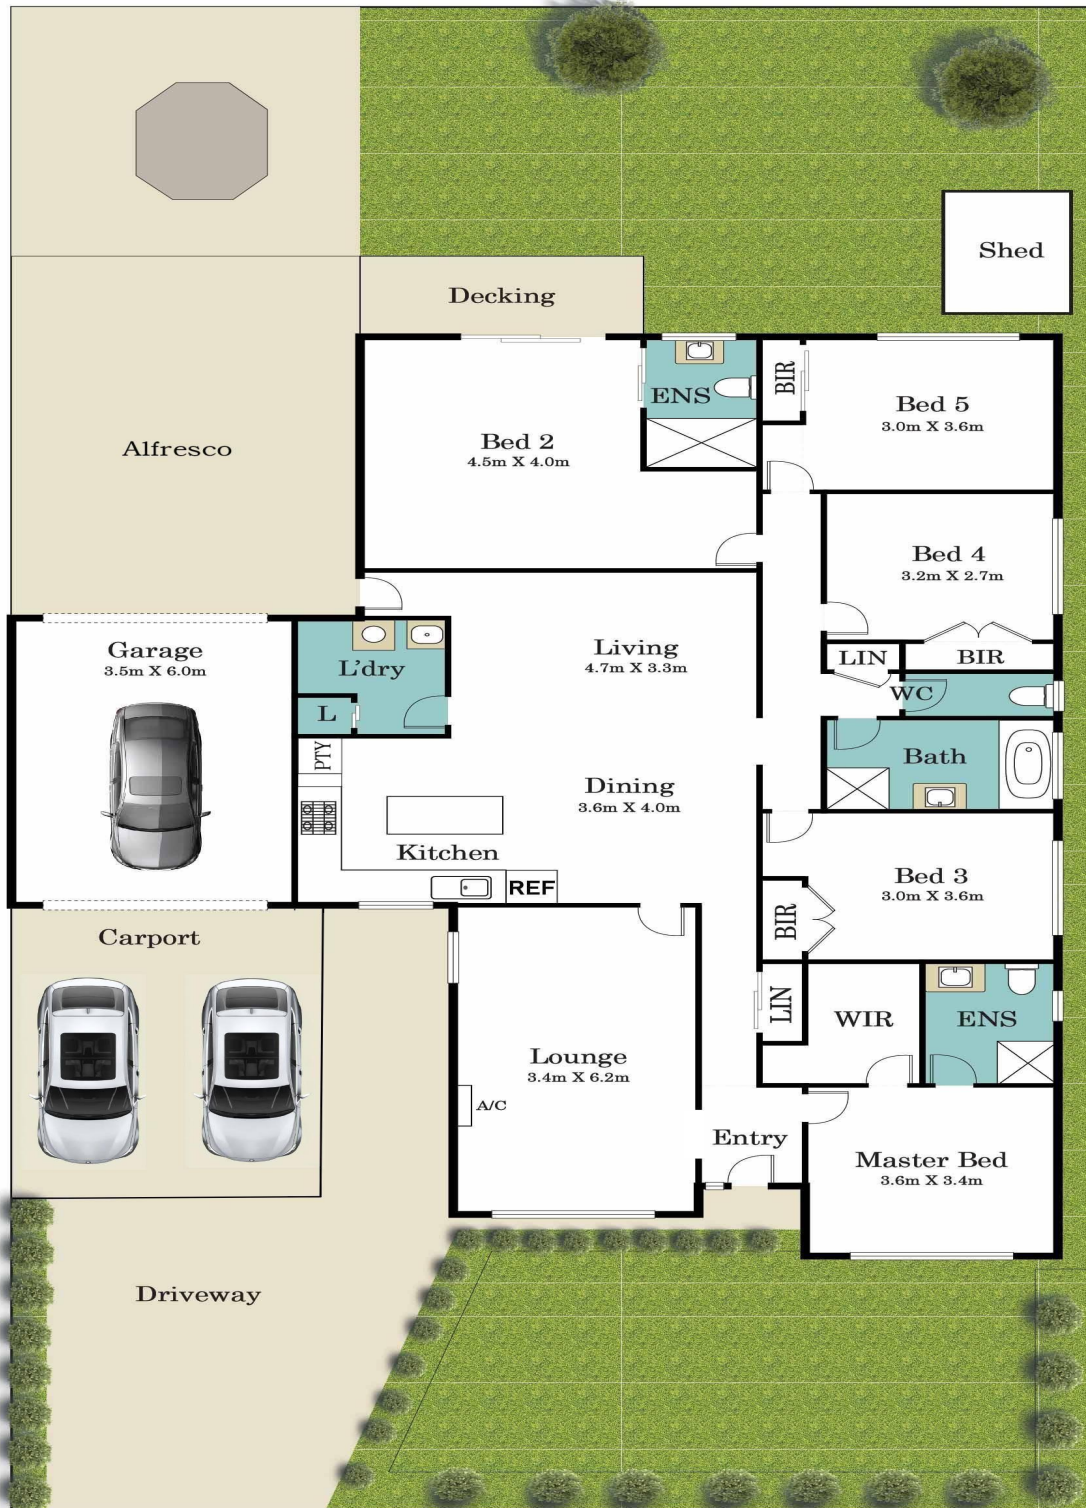 Shed
Decking
BIR
ENS
Bed 5
3.0m X 3.6m
Alfresco
Bed 2
4.5m X 4.0m
Bed 4
3.2m X 2.7m
Garage
3.5m X 6.0m
L'dry
L
Living
4.7m X 3.3m
LIN
BIR
WC
PTY
Dining
3.6m X 4.0m
Bath
Kitchen
REF
Bed 3
3.0m X 3.6m
BIR
Carport
LIN
WIR
ENS
Lounge
3.4m X 6.2m
A/C
Entry
Master Bed
3.6m X 3.4m
Driveway